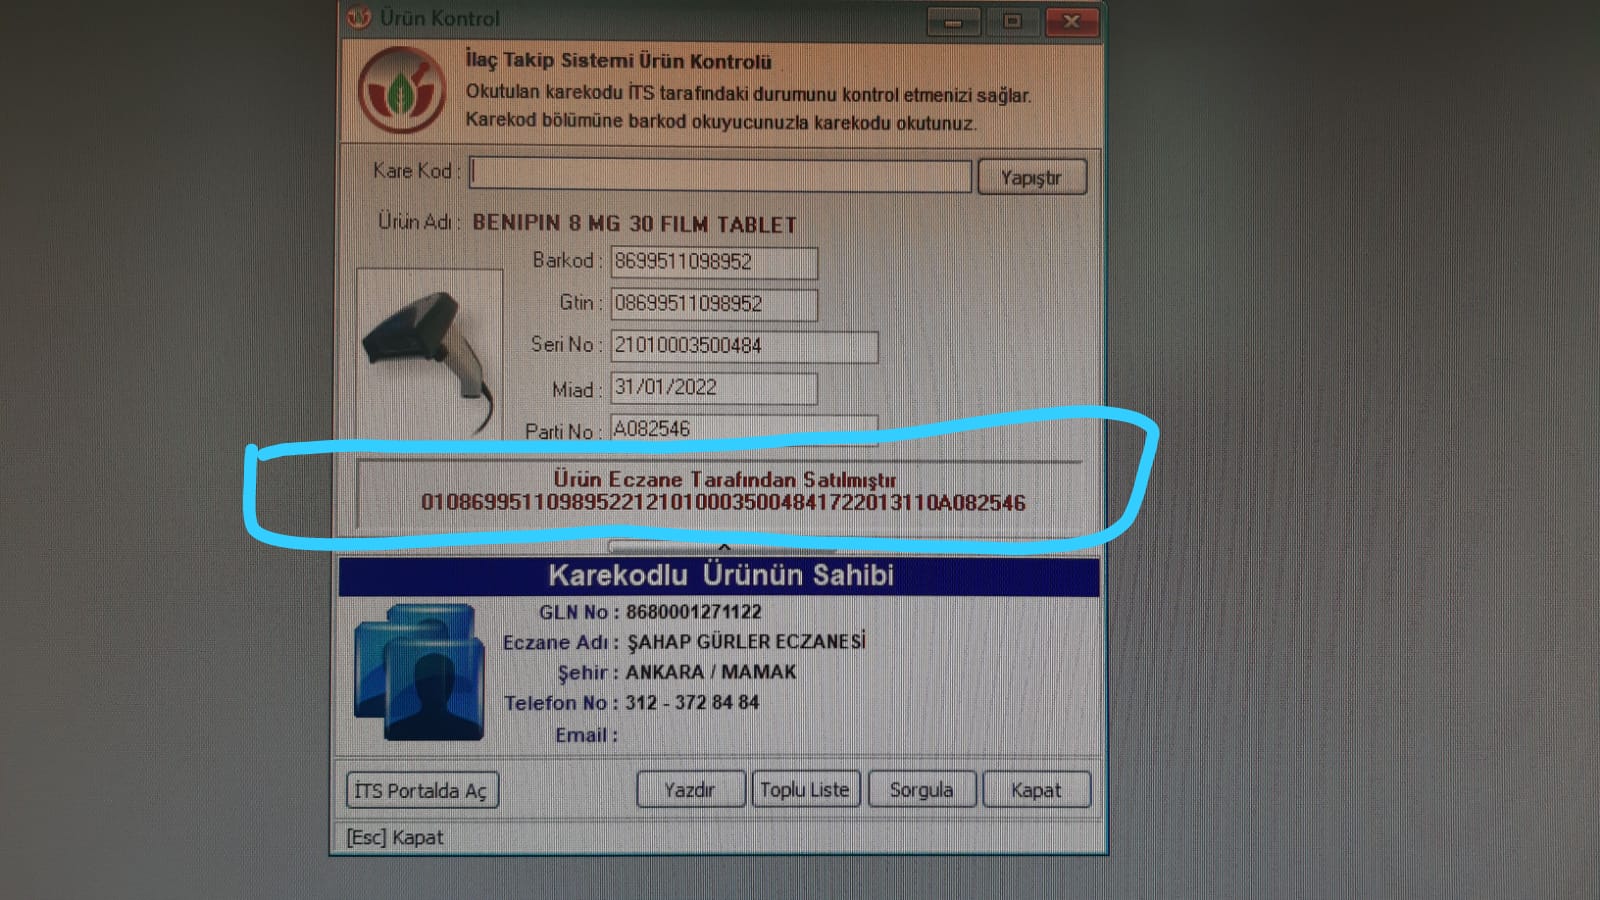 Ürün Kontrol
İlaç Takip Sistemi Ürün Kontrolü
Okutulan karekodu İTS tarafındaki durumunu kontrol etmenizi sağlar.
Karekod bölümüne barkod okuyucunuzla karekodu okutunuz.
Kare Kod :
Yapıştır
Ürün Adı : BENIPIN 8 MG 30 FILM TABLET
Barkod : 8699511098952
Gtin : 08699511098952
Seri No : 21010003500484
Miad : 31/01/2022
Parti No : A082546
Ürün Eczane Tarafından Satılmıştır
010869951109895221210100035004841722013110A082546
Karekodlu Ürünün Sahibi
GLN No : 8680001271122
Eczane Adı : ŞAHAP GÜRLER ECZANESİ
Şehir : ANKARA / MAMAK
Telefon No : 312 - 372 84 84
Email :
İTS Portalda Aç Yazdır Toplu Liste Sorgula Kapat
[Esc] Kapat